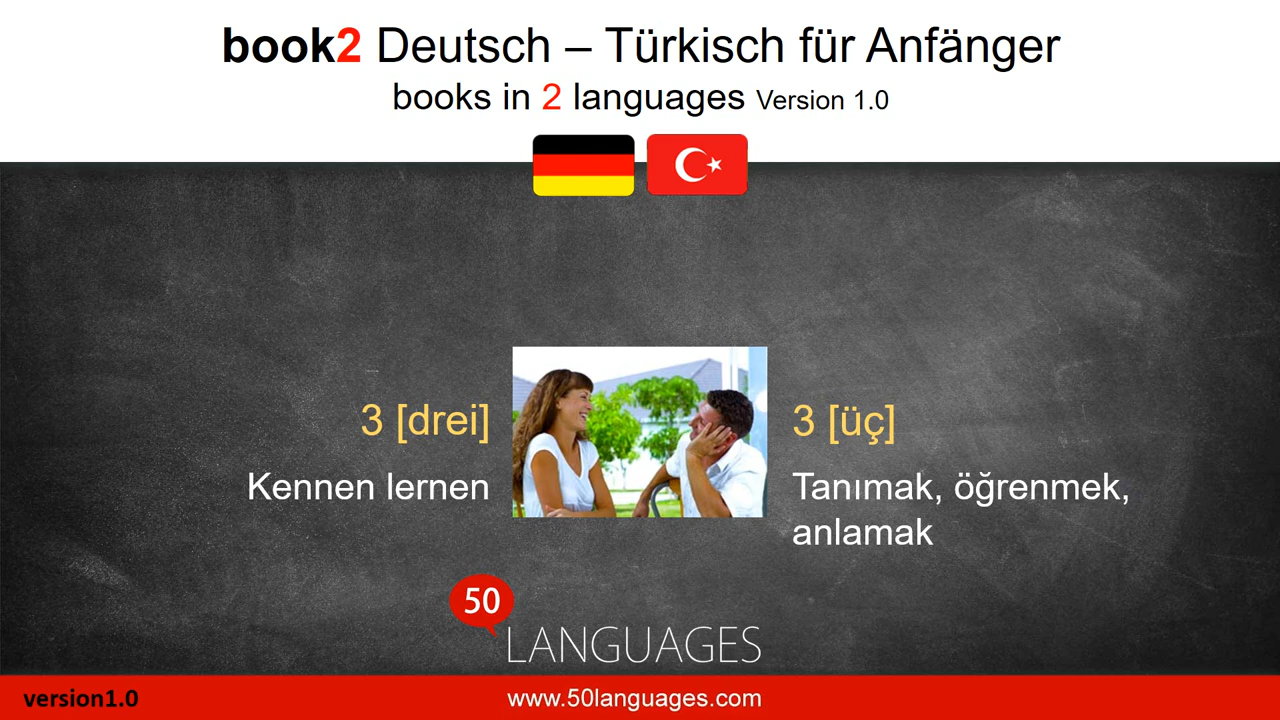 book2 Deutsch – Türkisch für Anfänger
books in 2 languages Version 1.0
3 [drei]
Kennen lernen
3 [üç]
Tanımak, öğrenmek,
anlamak
50
LANGUAGES
version1.0
www.50languages.com